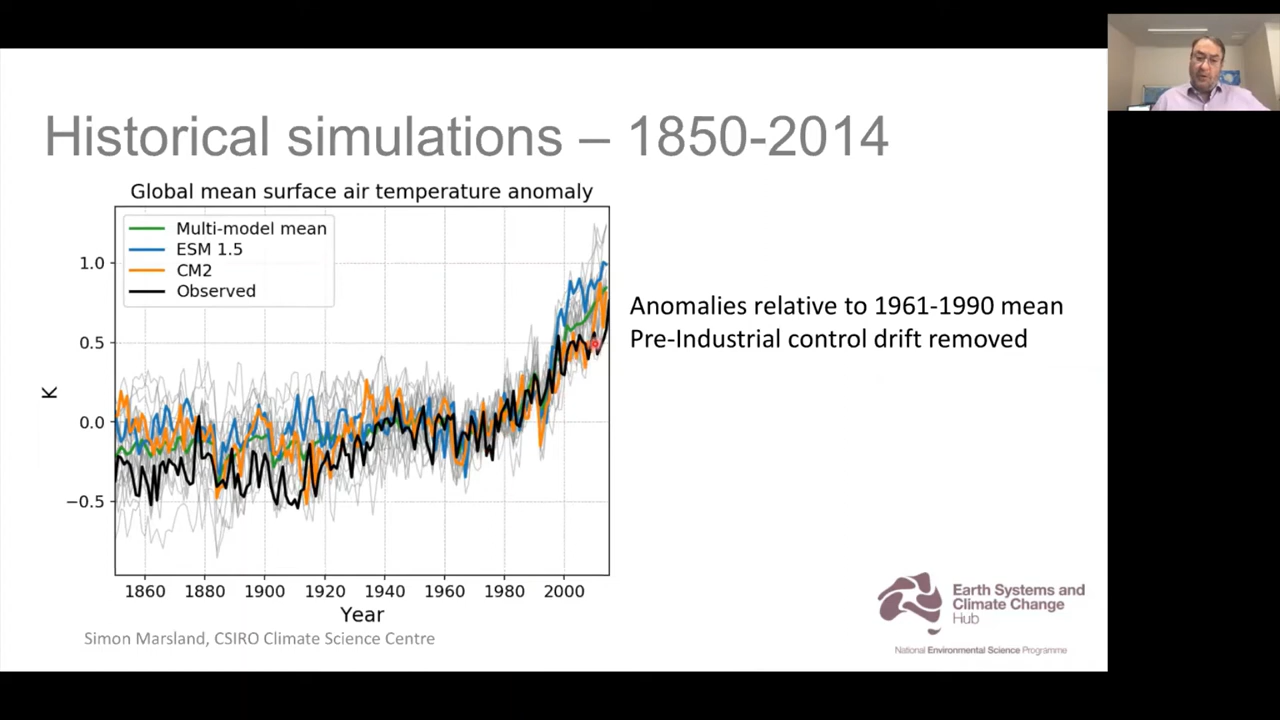 Historical simulations – 1850-2014
Global mean surface air temperature anomaly
Multi-model mean
ESM 1.5
CM2
Observed
1.0
0.5
0.0
−0.5
K
1860 1880 1900 1920 1940 1960 1980 2000
Year
Anomalies relative to 1961-1990 mean
Pre-Industrial control drift removed
Simon Marsland, CSIRO Climate Science Centre
Earth Systems and
Climate Change
Hub
National Environmental Science Programme